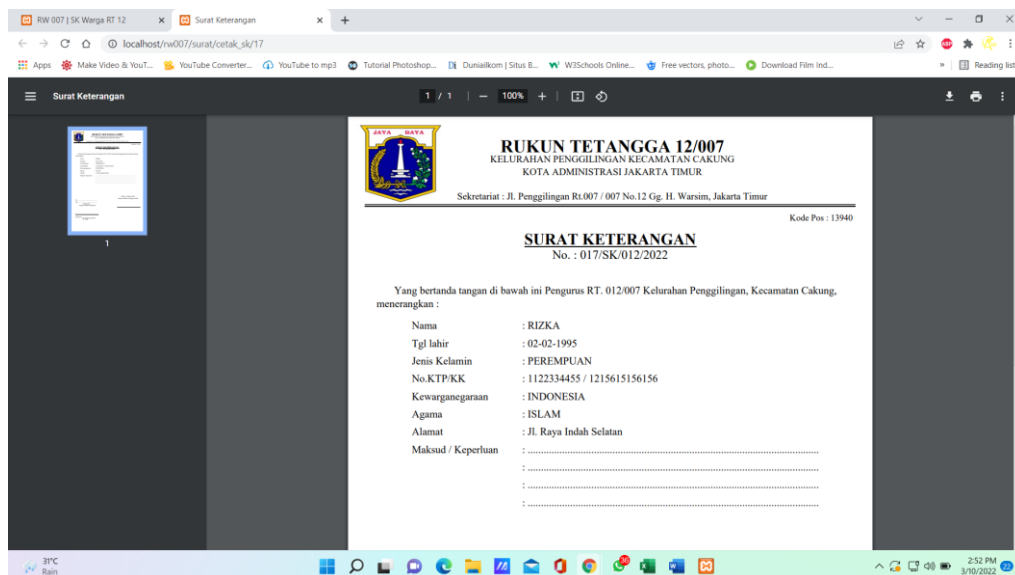 RW 007 | SK Warga RT 12
Surat Keterangan
localhost/rw007/surat/cetak_sk/17
ABP
Apps
Make Video & YouT...
YouTube Converter...
YouTube to mp3
Tutorial Photoshop...
Duniailkom | Situs B...
W3Schools Online...
Free vectors, photo...
Download Film Ind...
»
Reading list
Surat Keterangan
1 / 1
100%
1
JAYA RAYA
RUKUN TETANGGA 12/007
KELURAHAN PENGGILINGAN KECAMATAN CAKUNG
KOTA ADMINISTRASI JAKARTA TIMUR
Sekretariat : Jl. Penggilingan Rt.007 / 007 No.12 Gg. H. Warsim, Jakarta Timur
Kode Pos : 13940
SURAT KETERANGAN
No. : 017/SK/012/2022
Yang bertanda tangan di bawah ini Pengurus RT. 012/007 Kelurahan Penggilingan, Kecamatan Cakung,
menerangkan :
Nama : RIZKA
Tgl lahir : 02-02-1995
Jenis Kelamin : PEREMPUAN
No.KTP/KK : 1122334455 / 1215615156156
Kewarganegaraan : INDONESIA
Agama : ISLAM
Alamat : Jl. Raya Indah Selatan
Maksud / Keperluan : ....................................................................................................
: ....................................................................................................
: ....................................................................................................
: ....................................................................................................
31°C
Rain
2:52 PM
3/10/2022
22